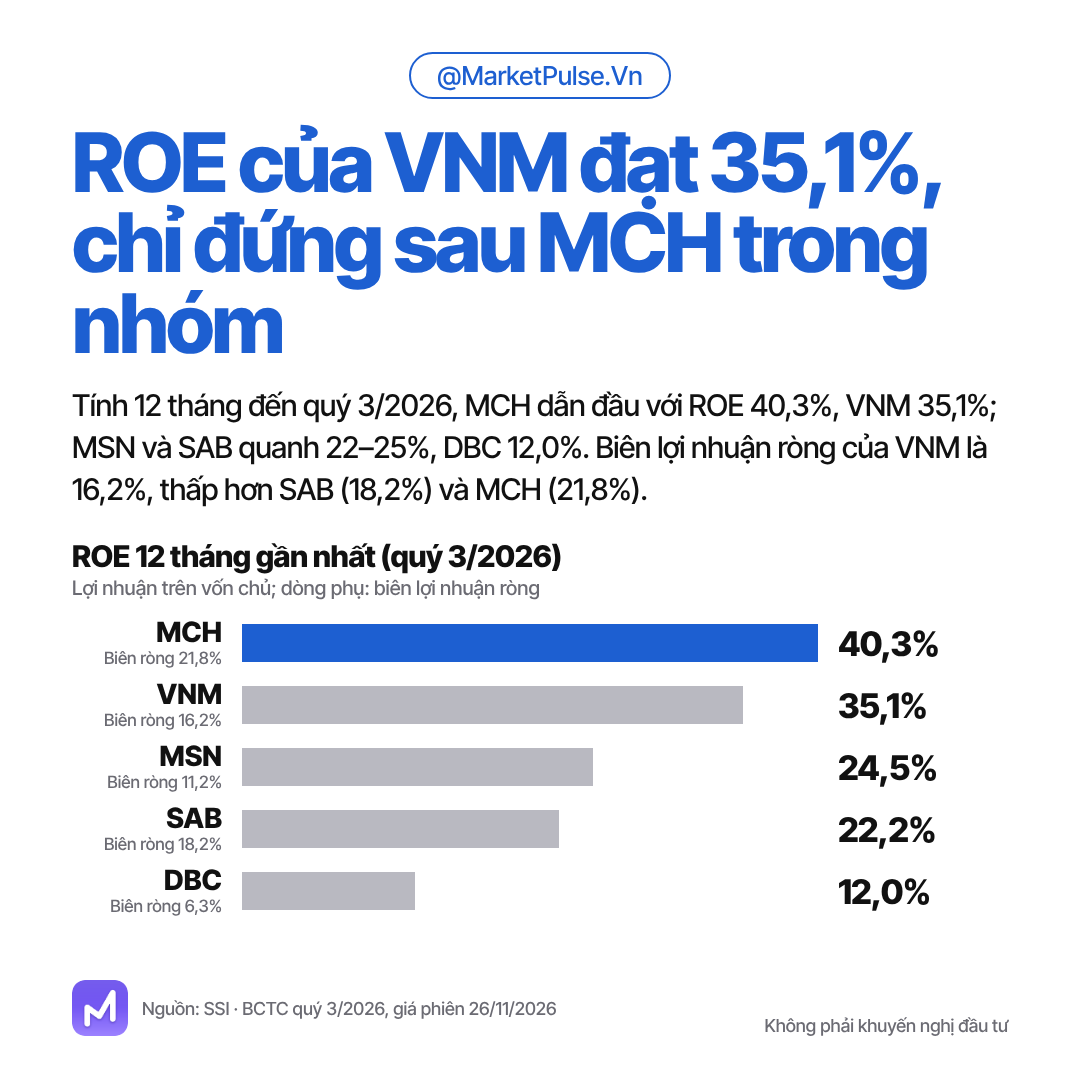 @MarketPulse.Vn
ROE của VNM đạt 35,1%,
chỉ đứng sau MCH trong
nhóm
Tính 12 tháng đến quý 3/2026, MCH dẫn đầu với ROE 40,3%, VNM 35,1%;
MSN và SAB quanh 22–25%, DBC 12,0%. Biên lợi nhuận ròng của VNM là
16,2%, thấp hơn SAB (18,2%) và MCH (21,8%).
ROE 12 tháng gần nhất (quý 3/2026)
Lợi nhuận trên vốn chủ; dòng phụ: biên lợi nhuận ròng
MCH
Biên ròng 21,8%
40,3%
VNM
Biên ròng 16,2%
35,1%
MSN
Biên ròng 11,2%
24,5%
SAB
Biên ròng 18,2%
22,2%
DBC
Biên ròng 6,3%
12,0%
Nguồn: SSI · BCTC quý 3/2026, giá phiên 26/11/2026
Không phải khuyến nghị đầu tư